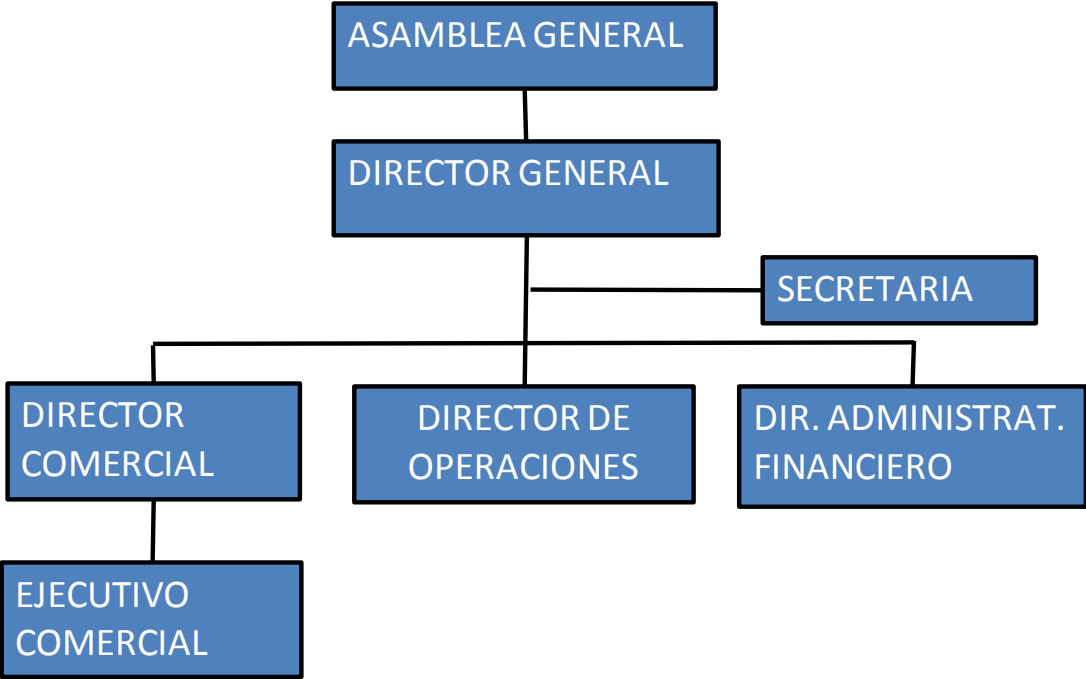 ASAMBLEA GENERAL
DIRECTOR GENERAL
SECRETARIA
DIRECTOR
COMERCIAL
DIRECTOR DE
OPERACIONES
DIR. ADMINISTRAT.
FINANCIERO
EJECUTIVO
COMERCIAL